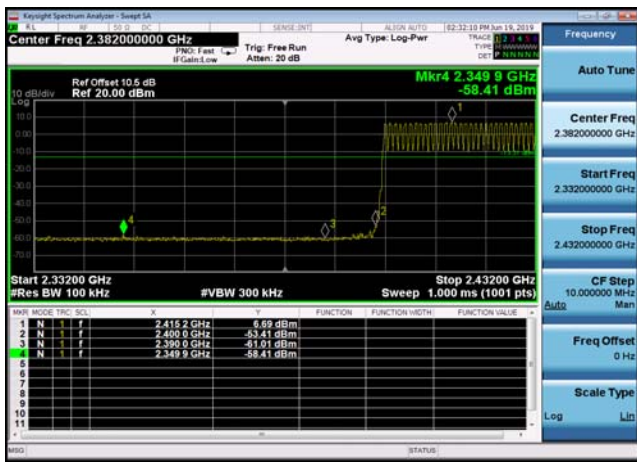 Keysight Spectrum Analyzer - Swept SA
RL RF 50 Ω DC SENSE:INT ALIGN AUTO 02:32:10 PM Jun 19, 2019
Center Freq 2.382000000 GHz
PNO: Fast Trig: Free Run Avg Type: Log-Pwr TRACE 1 2 3 4 5 6
IFGain:Low Atten: 20 dB TYPE
DET P NNNNN
Mkr4 2.349 9 GHz
-58.41 dBm
Ref Offset 10.5 dB
10 dB/div Ref 20.00 dBm
Log
10.0
0.00
-10.0
-20.0
-30.0
-40.0
-50.0
-60.0
-70.0
1
2
3
4
Start 2.33200 GHz Stop 2.43200 GHz
#Res BW 100 kHz #VBW 300 kHz Sweep 1.000 ms (1001 pts)
MKR MODE TRC SCL X Y FUNCTION FUNCTION WIDTH FUNCTION VALUE
1 N 1 f 2.415 2 GHz 6.69 dBm
2 N 1 f 2.400 0 GHz -53.41 dBm
3 N 1 f 2.390 0 GHz -61.01 dBm
4 N 1 f 2.349 9 GHz -58.41 dBm
5
6
7
8
9
10
11
MSG STATUS
Frequency
Auto Tune
Center Freq
2.382000000 GHz
Start Freq
2.332000000 GHz
Stop Freq
2.432000000 GHz
CF Step
10.000000 MHz
Auto Man
Freq Offset
0 Hz
Scale Type
Log Lin